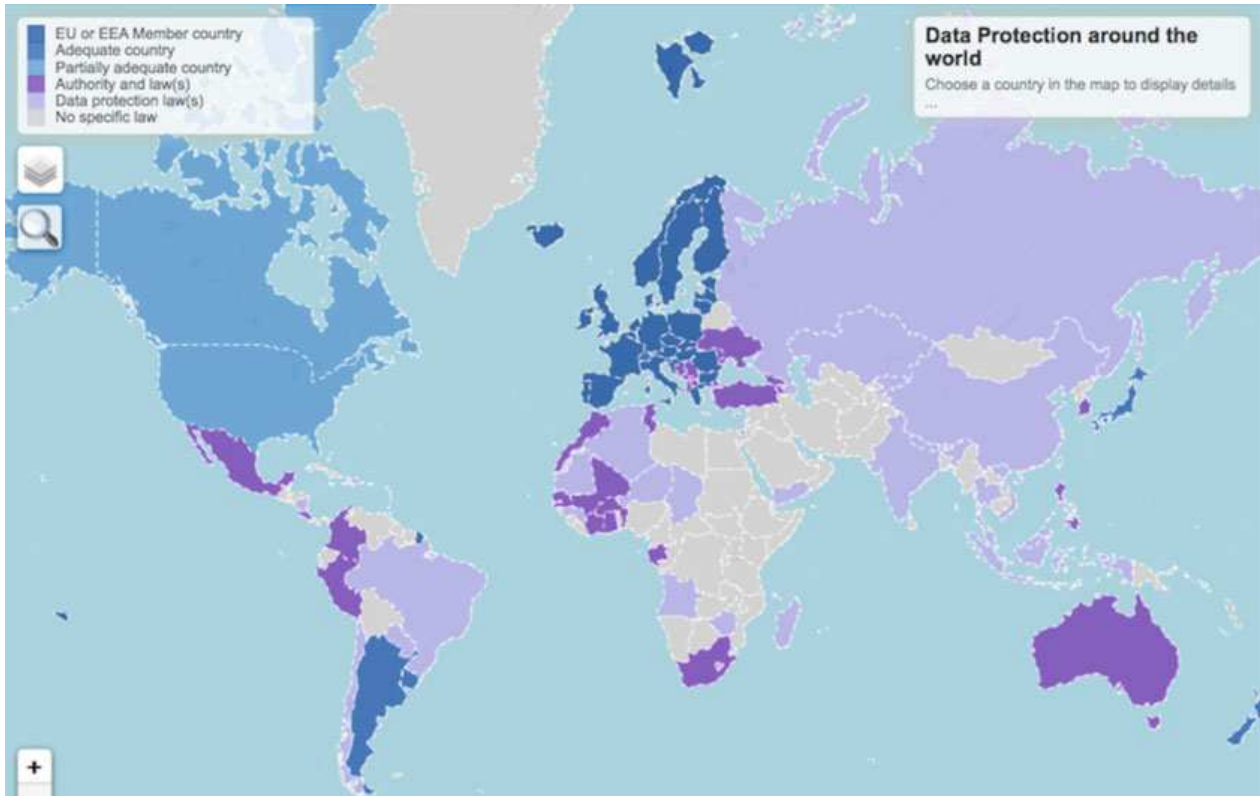 EU or EEA Member country
Adequate country
Partially adequate country
Authority and law(s)
Data protection law(s)
No specific law
Data Protection around the
world
Choose a country in the map to display details
...
+